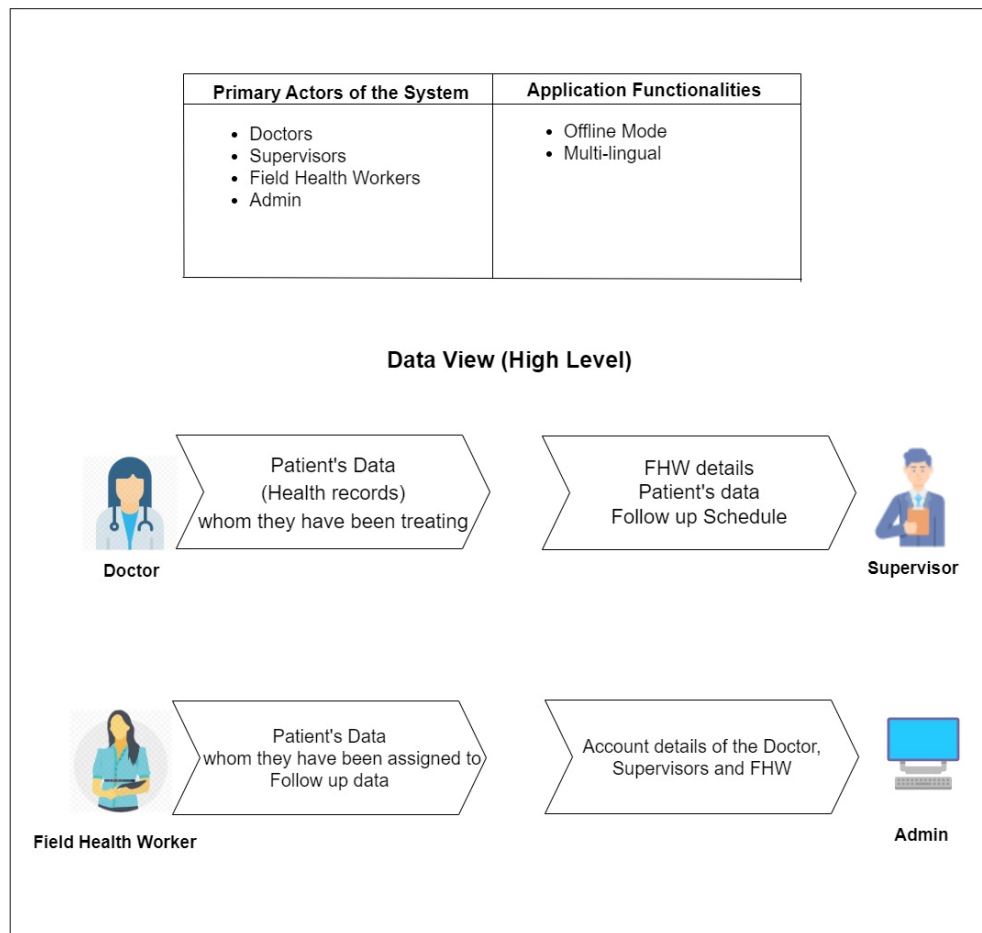 Primary Actors of the System
Application Functionalities
Doctors
Supervisors
Field Health Workers
Admin
Offline Mode
Multi-lingual
Data View (High Level)
Patient's Data
(Health records)
whom they have been treating
Doctor
FHW details
Patient's data
Follow up Schedule
Supervisor
Patient's Data
whom they have been assigned to
Follow up data
Field Health Worker
Account details of the Doctor,
Supervisors and FHW
Admin